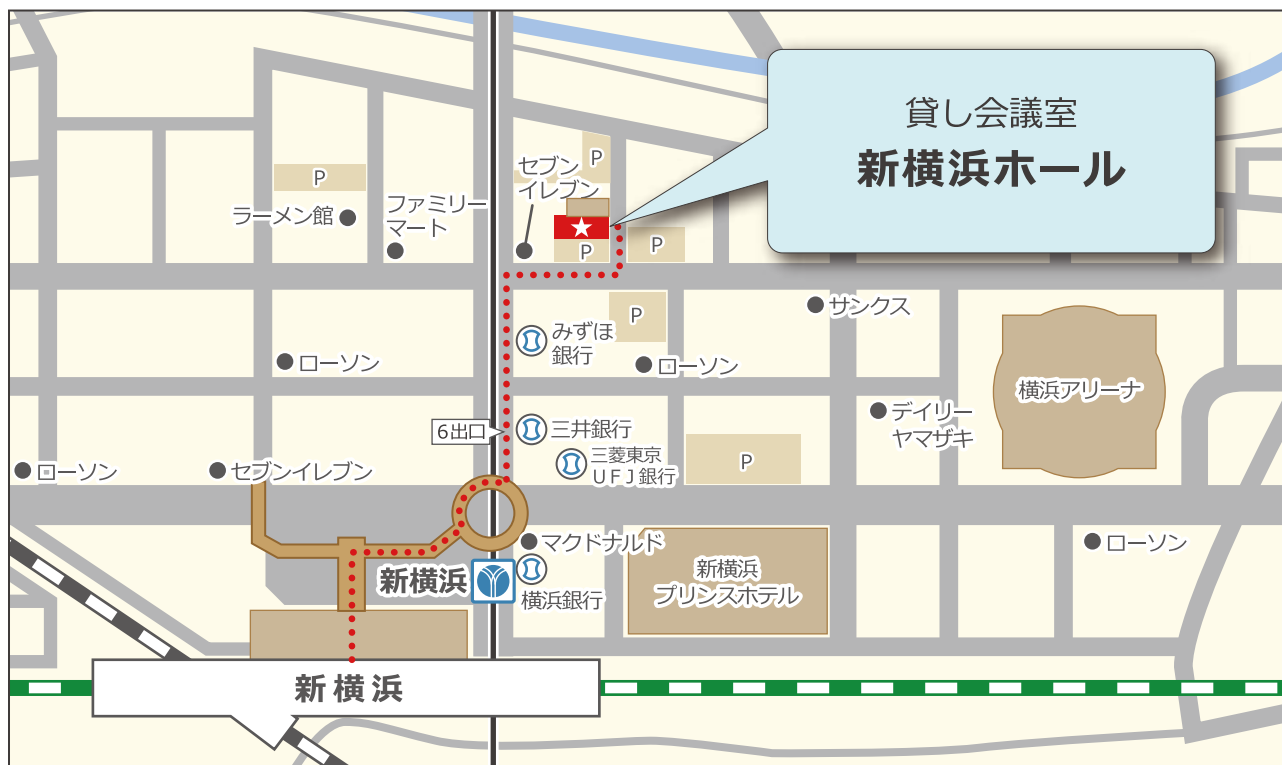 貸し会議室
新横浜ホール
P
セブン
イレブン
P
ラーメン館
ファミリー
マート
P
P
サンクス
P
みずほ
銀行
ローソン
ローソン
横浜アリーナ
デイリー
ヤマザキ
6出口
三井銀行
三菱東京
UFJ銀行
P
ローソン
セブンイレブン
マクドナルド
ローソン
新横浜
横浜銀行
新横浜
プリンスホテル
新横浜